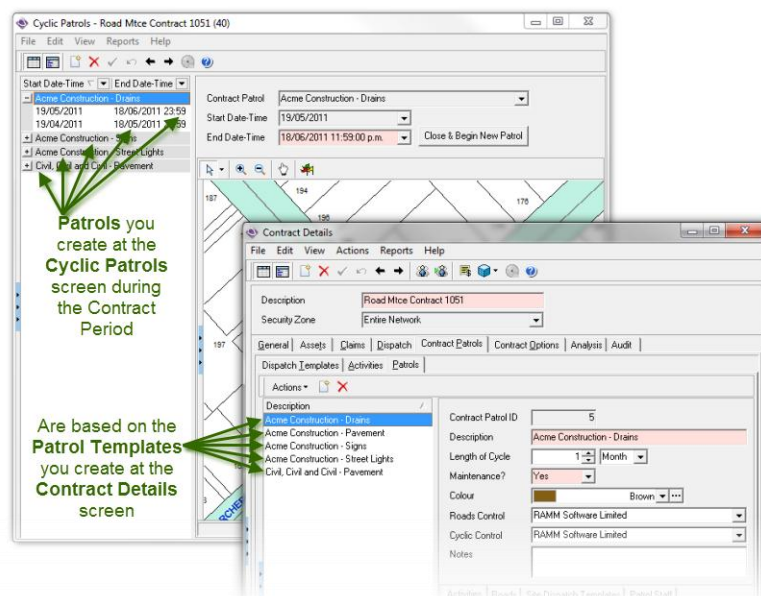 Cyclic Patrols - Road Mtce Contract 1051 (40)
File Edit View Reports Help
Start Date-Time End Date-Time
Acme Construction - Drains
19/05/2011 18/06/2011 23:59
19/04/2011 18/05/2011
Acme Construction - Signs
Acme Construction - Street Lights
Civil, Civil and Civil - Pavement
Contract Patrol Acme Construction - Drains
Start Date-Time 19/05/2011
End Date-Time 18/06/2011 11:59:00 p.m. Close & Begin New Patrol
187
194
196
176
197
Patrols you
create at the
Cyclic Patrols
screen during
the Contract
Period
Are based on the
Patrol Templates
you create at the
Contract Details
screen
Contract Details
File Edit View Actions Reports Help
Description Road Mtce Contract 1051
Security Zone Entire Network
General Assets Claims Dispatch Contract Patrols Contract Options Analysis Audit
Dispatch Templates Activities Patrols
Actions
Description
Acme Construction - Drains
Acme Construction - Pavement
Acme Construction - Signs
Acme Construction - Street Lights
Civil, Civil and Civil - Pavement
Contract Patrol ID 5
Description Acme Construction - Drains
Length of Cycle 1 Month
Maintenance? Yes
Colour Brown
Roads Control RAMM Software Limited
Cyclic Control RAMM Software Limited
Notes
Activities Roads Site Dispatch Templates Patrol Staff